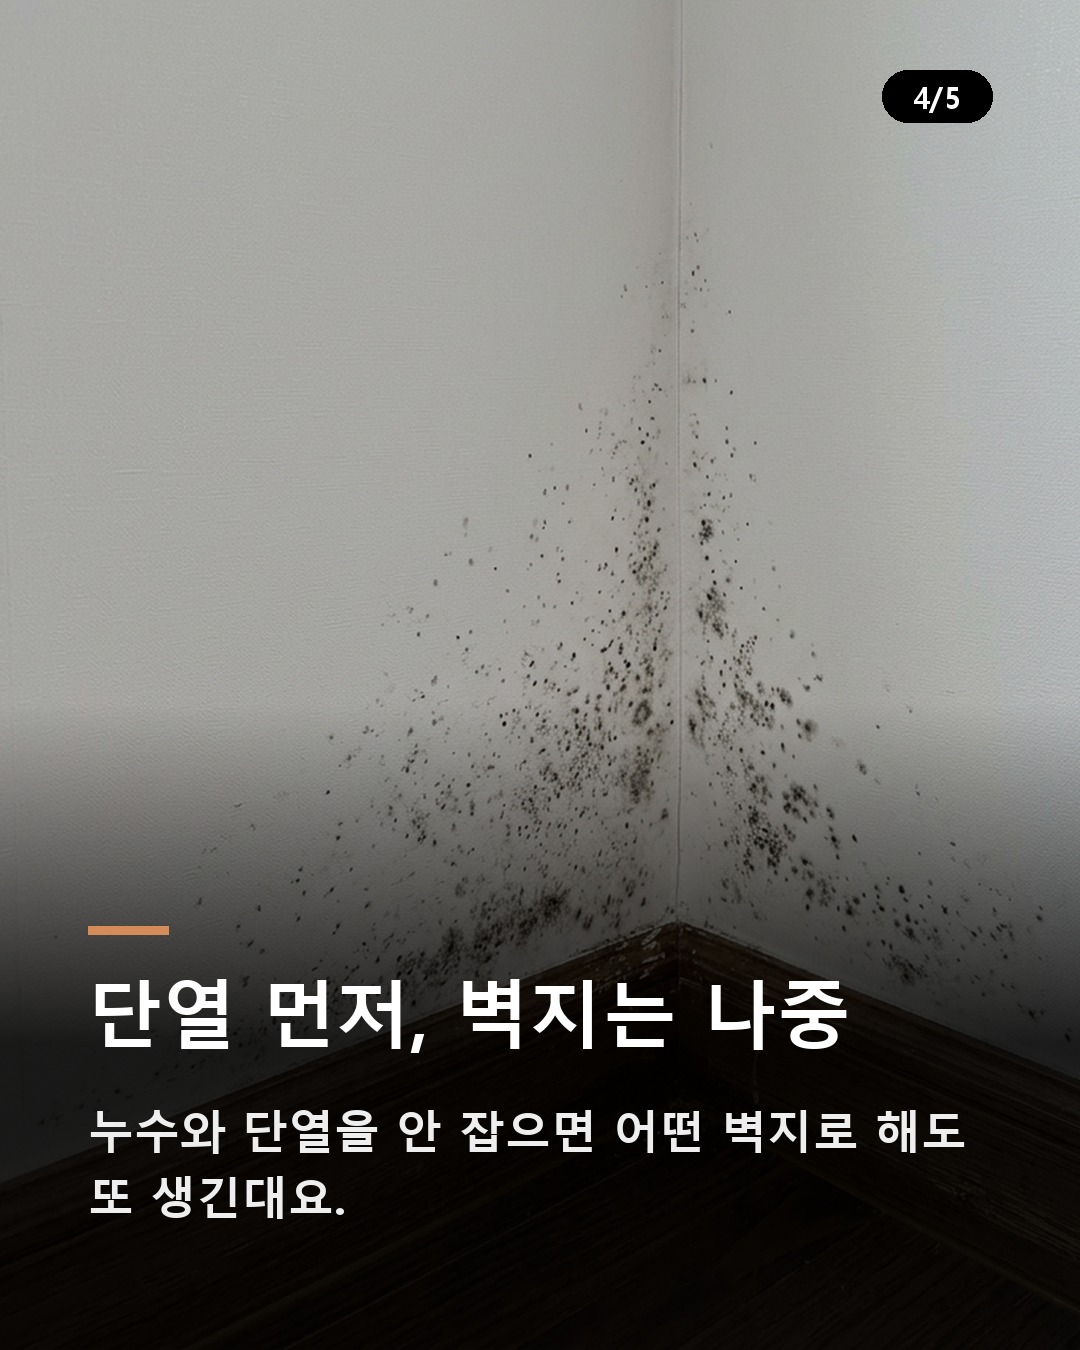 4/5
단열 먼저, 벽지는 나중
누수와 단열을 안 잡으면 어떤 벽지로 해도
또 생긴대요.